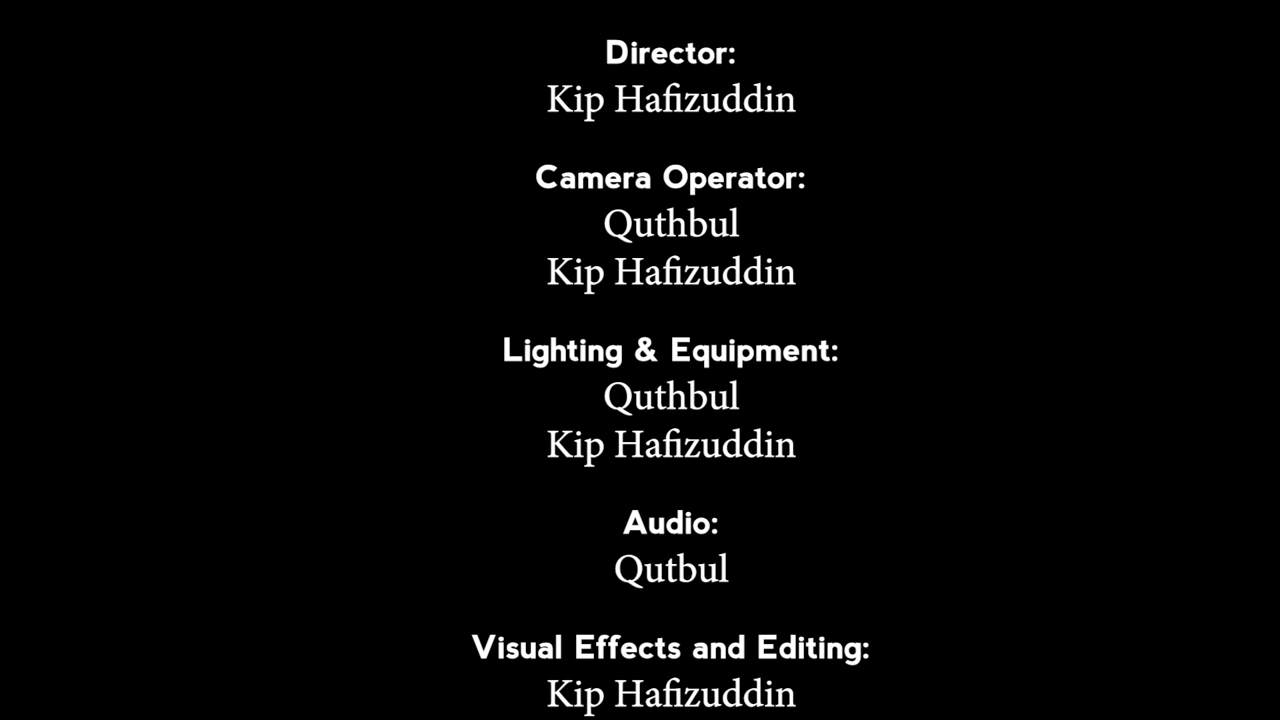 Director:
Kip Hafizuddin
Camera Operator:
Quthbul
Kip Hafizuddin
Lighting & Equipment:
Quthbul
Kip Hafizuddin
Audio:
Qutbul
Visual Effects and Editing:
Kip Hafizuddin